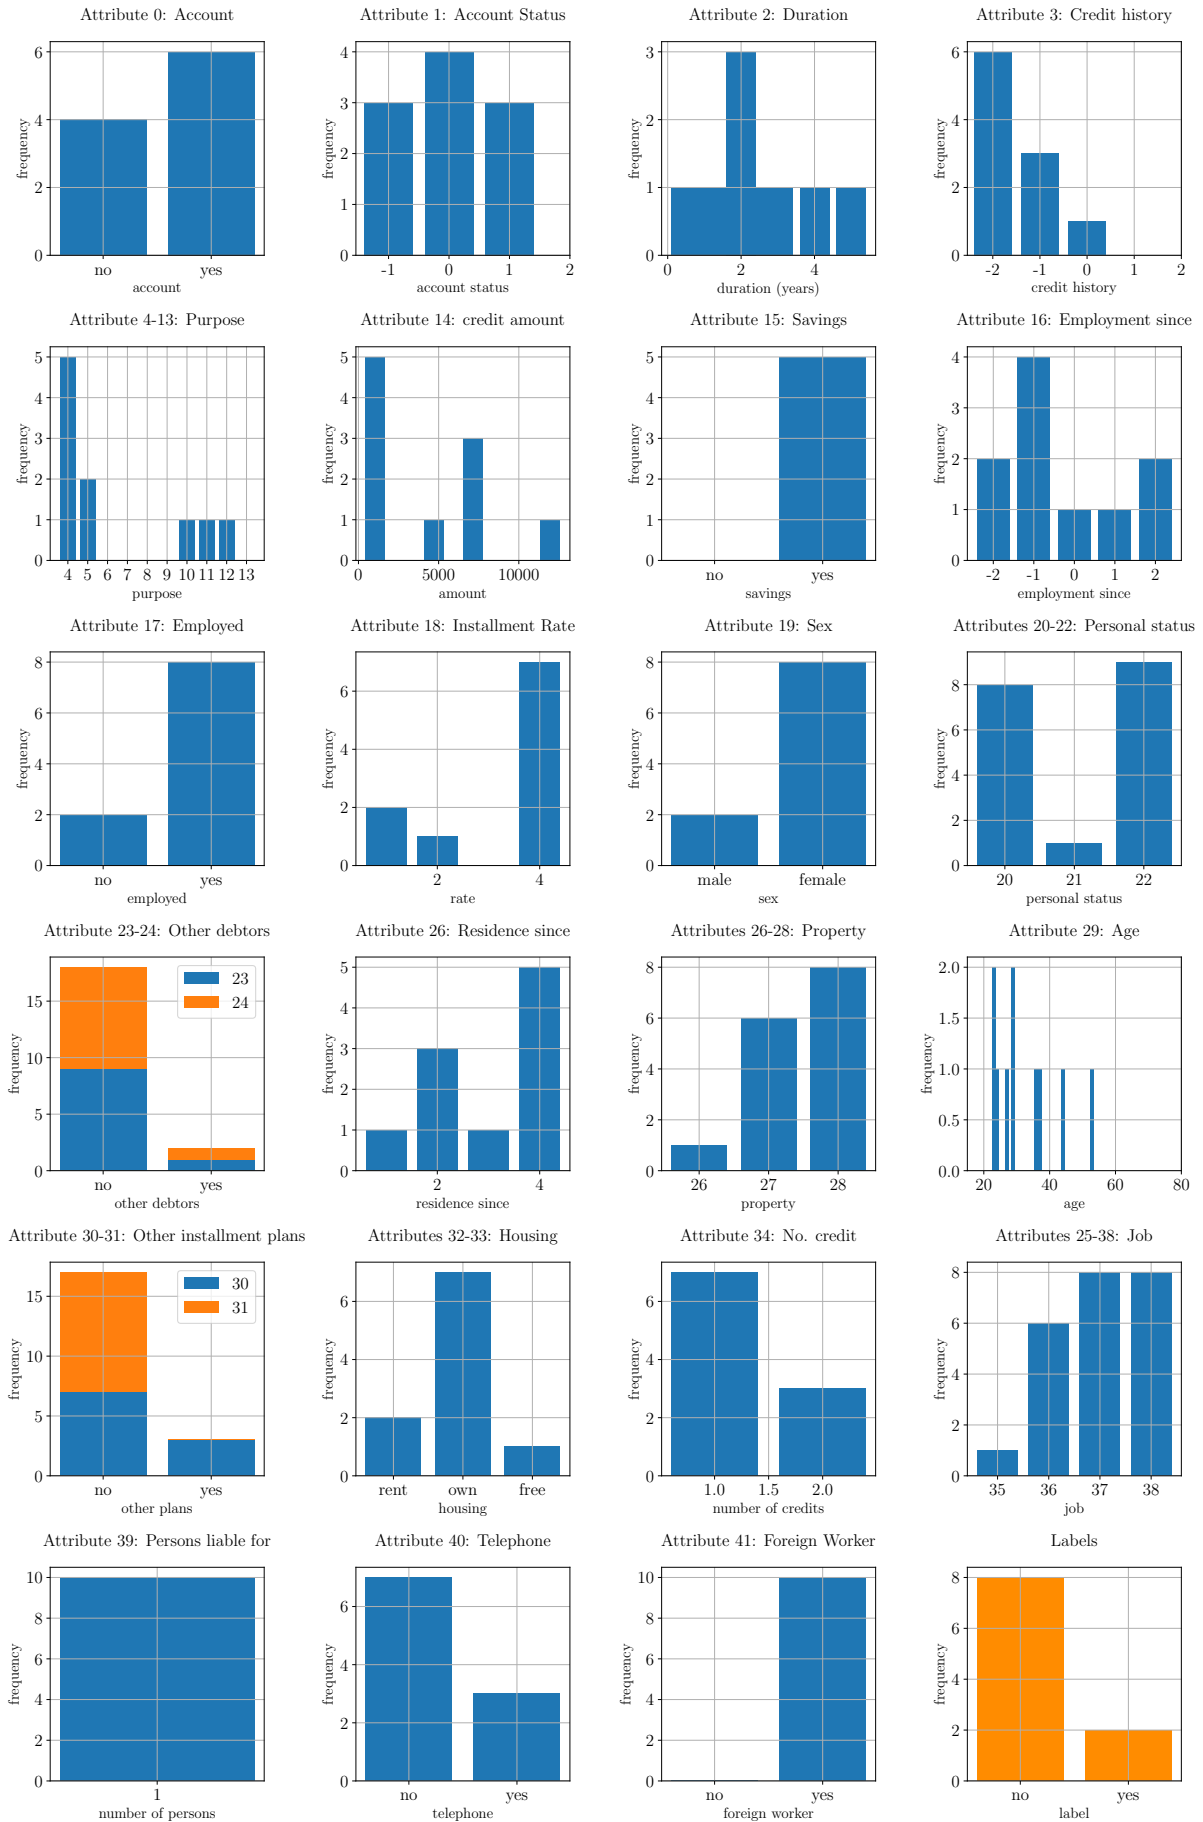 Attribute 0: Account
6
4
2
0
frequency
no yes
account
Attribute 1: Account Status
4
3
2
1
0
frequency
-1 0 1 2
account status
Attribute 2: Duration
3
2
1
0
frequency
0 2 4
duration (years)
Attribute 3: Credit history
6
4
2
0
frequency
-2 -1 0 1 2
credit history
Attribute 4-13: Purpose
5
4
3
2
1
0
frequency
4 5 6 7 8 9 10 11 12 13
purpose
Attribute 14: credit amount
5
4
3
2
1
0
frequency
0 5000 10000
amount
Attribute 15: Savings
5
4
3
2
1
0
frequency
no yes
savings
Attribute 16: Employment since
4
3
2
1
0
frequency
-2 -1 0 1 2
employment since
Attribute 17: Employed
8
6
4
2
0
frequency
no yes
employed
Attribute 18: Installment Rate
6
4
2
0
frequency
2 4
rate
Attribute 19: Sex
8
6
4
2
0
frequency
male female
sex
Attributes 20-22: Personal status
8
6
4
2
0
frequency
20 21 22
personal status
Attribute 23-24: Other debtors
15
10
5
0
frequency
23
24
no yes
other debtors
Attribute 26: Residence since
5
4
3
2
1
0
frequency
2 4
residence since
Attributes 26-28: Property
8
6
4
2
0
frequency
26 27 28
property
Attribute 29: Age
2.0
1.5
1.0
0.5
0.0
frequency
20 40 60 80
age
Attribute 30-31: Other installment plans
15
10
5
0
frequency
30
31
no yes
other plans
Attributes 32-33: Housing
6
4
2
0
frequency
rent own free
housing
Attribute 34: No. credit
6
4
2
0
frequency
1.0 1.5 2.0
number of credits
Attributes 25-38: Job
8
6
4
2
0
frequency
35 36 37 38
job
Attribute 39: Persons liable for
10
8
6
4
2
0
frequency
1
number of persons
Attribute 40: Telephone
6
4
2
0
frequency
no yes
telephone
Attribute 41: Foreign Worker
10
8
6
4
2
0
frequency
no yes
foreign worker
Labels
8
6
4
2
0
frequency
no yes
label